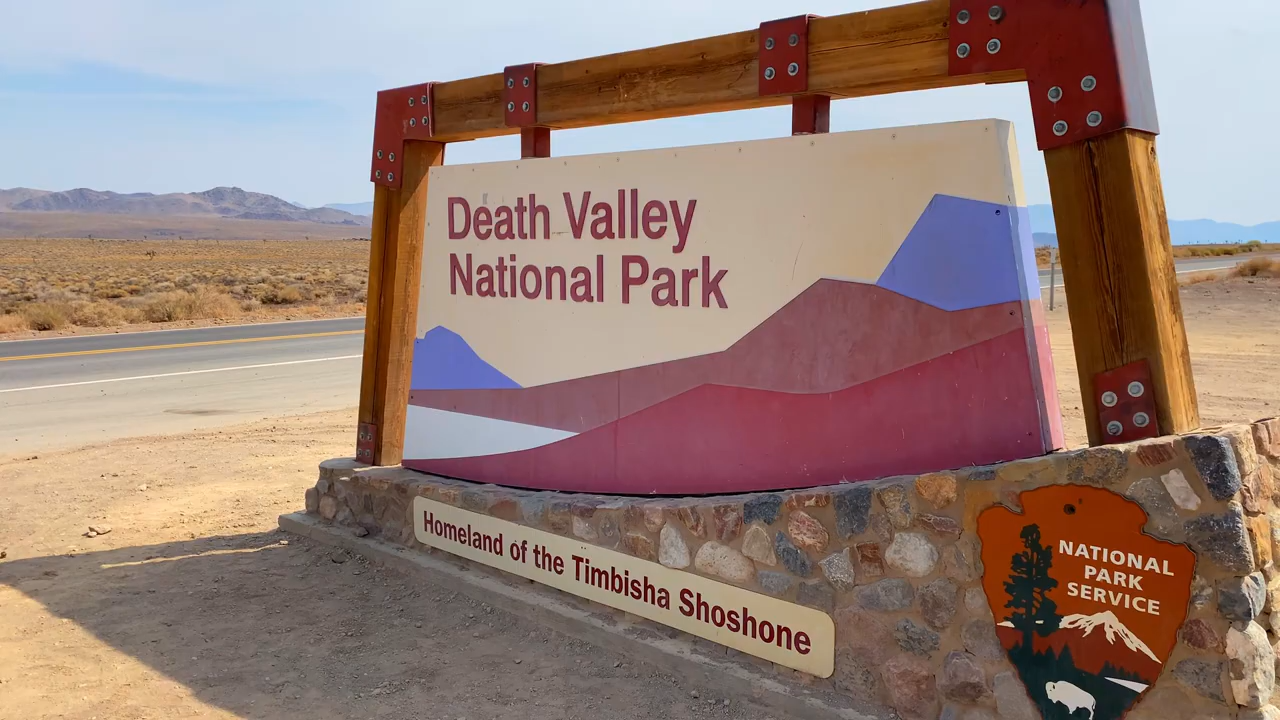 Death Valley
National Park
Homeland of the Timbisha Shoshone
NATIONAL
PARK
SERVICE